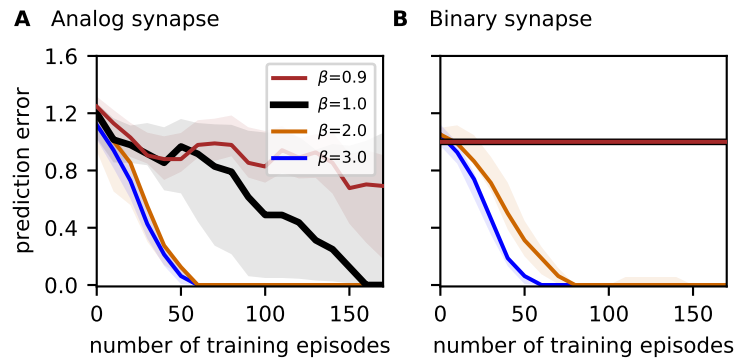 A Analog synapse
B Binary synapse
prediction error
1.6
1.2
0.8
0.4
0.0
β=0.9
β=1.0
β=2.0
β=3.0
0 50 100 150
0 50 100 150
number of training episodes
number of training episodes